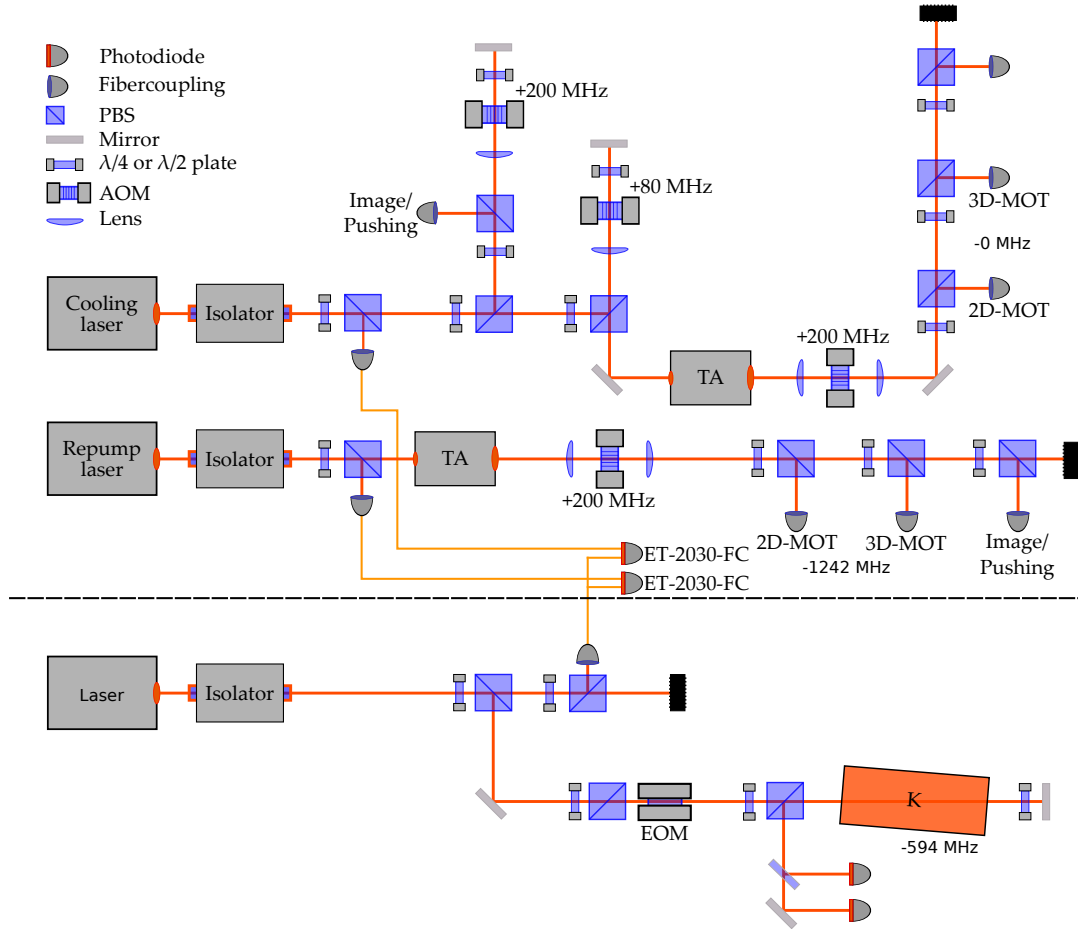 Photodiode
Fibercoupling
PBS
Mirror
λ/4 or λ/2 plate
AOM
Lens
+200 MHz
Image/
Pushing
+80 MHz
3D-MOT
-0 MHz
2D-MOT
Cooling
laser
Isolator
TA
+200 MHz
Repump
laser
Isolator
TA
+200 MHz
2D-MOT
3D-MOT
-1242 MHz
Image/
Pushing
ET-2030-FC
ET-2030-FC
Laser
Isolator
EOM
K
-594 MHz